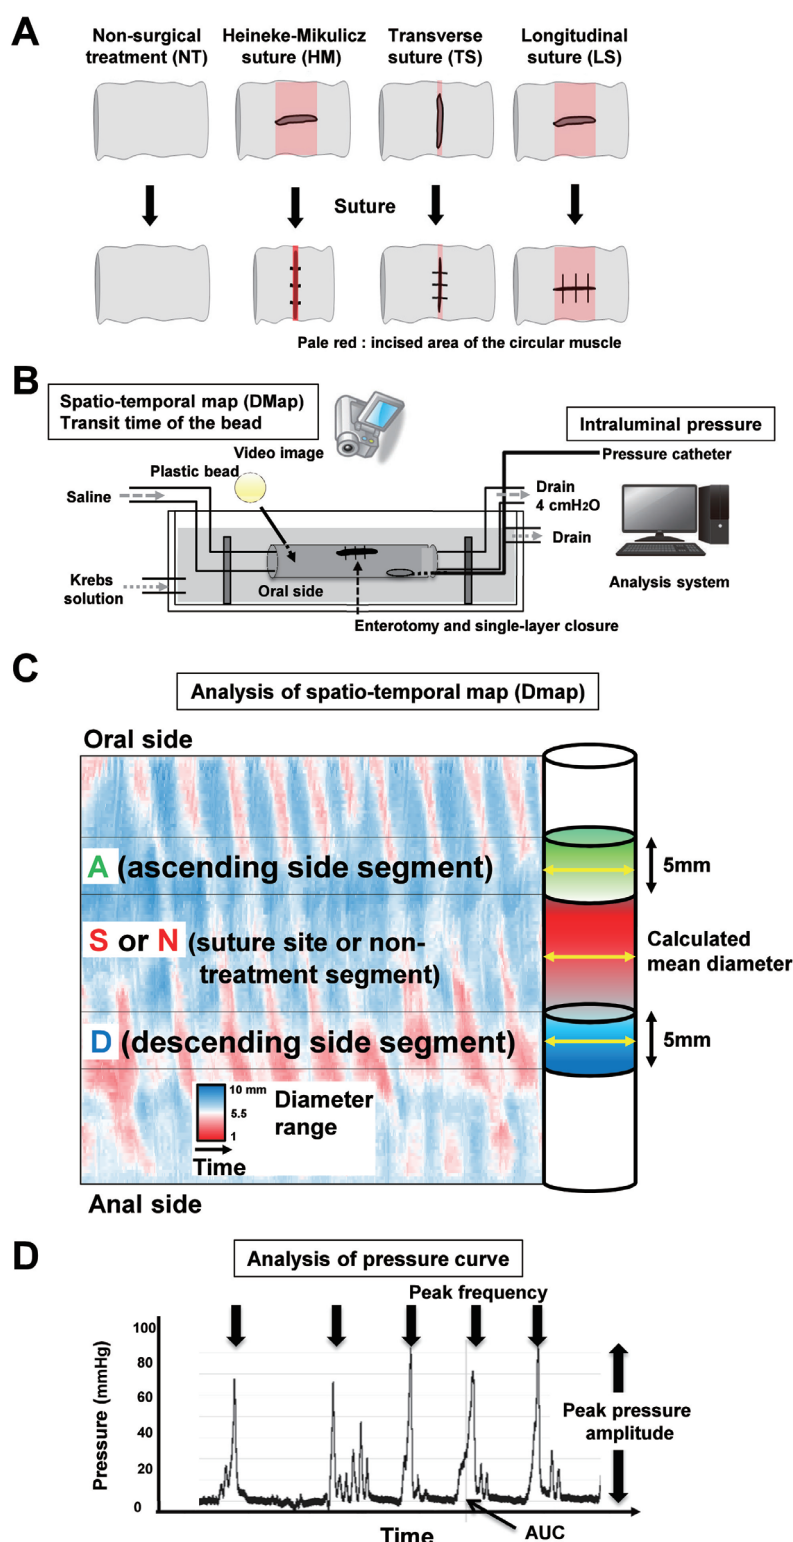 A
Non-surgical
treatment (NT)
Heineke-Mikulicz
suture (HM)
Transverse
suture (TS)
Longitudinal
suture (LS)
Suture
Pale red : incised area of the circular muscle
B
Spatio-temporal map (DMap)
Transit time of the bead
Intraluminal pressure
Video image
Pressure catheter
Plastic bead
Saline
Drain
4 cmH2O
Drain
Krebs
solution
Oral side
Analysis system
Enterotomy and single-layer closure
C
Analysis of spatio-temporal map (Dmap)
Oral side
A (ascending side segment)
5mm
S or N (suture site or non-
treatment segment)
Calculated
mean diameter
D (descending side segment)
5mm
10 mm
5.5
1
Diameter
range
Time
Anal side
D
Analysis of pressure curve
Peak frequency
Pressure (mmHg)
100
80
60
40
20
0
Peak pressure
amplitude
Time
AUC